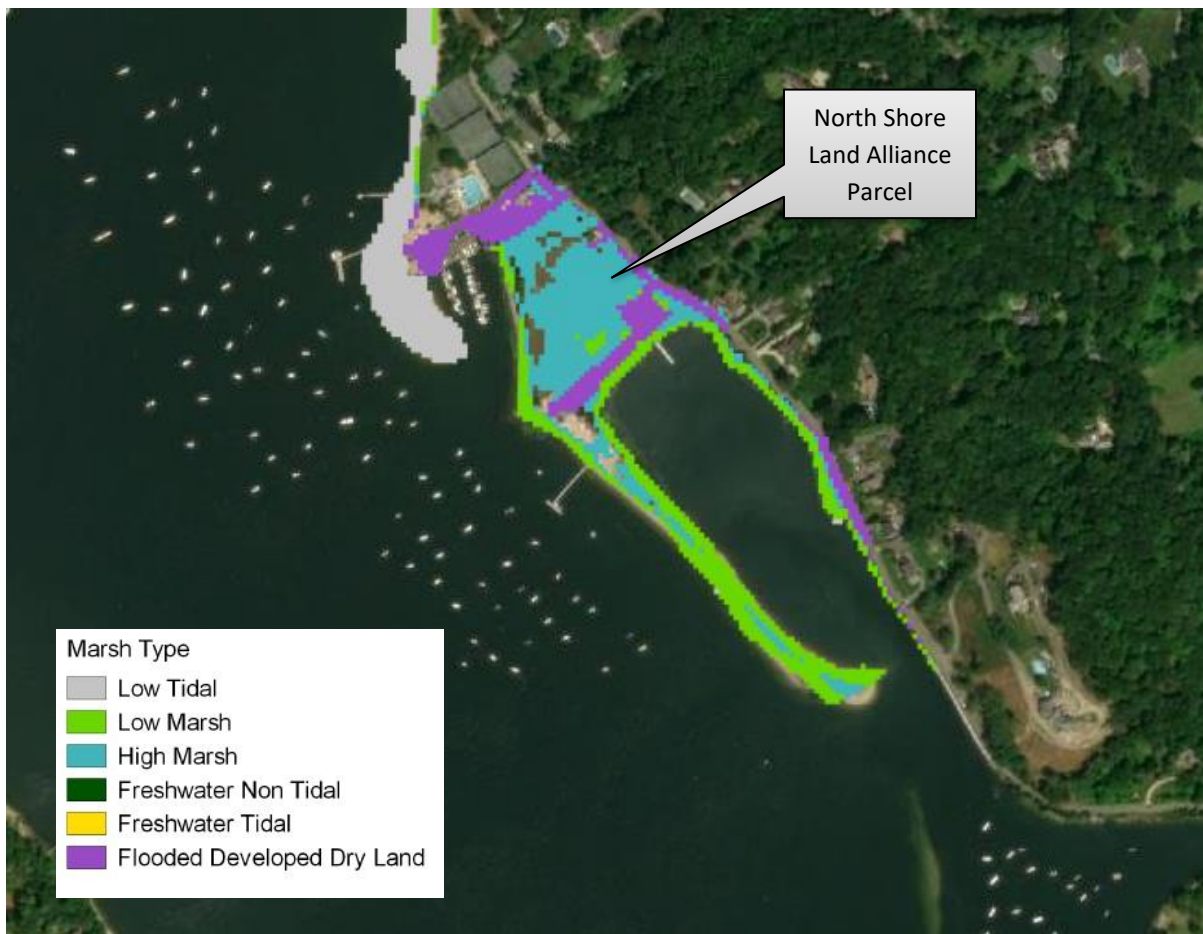 North Shore
Land Alliance
Parcel
Marsh Type
Low Tidal
Low Marsh
High Marsh
Freshwater Non Tidal
Freshwater Tidal
Flooded Developed Dry Land